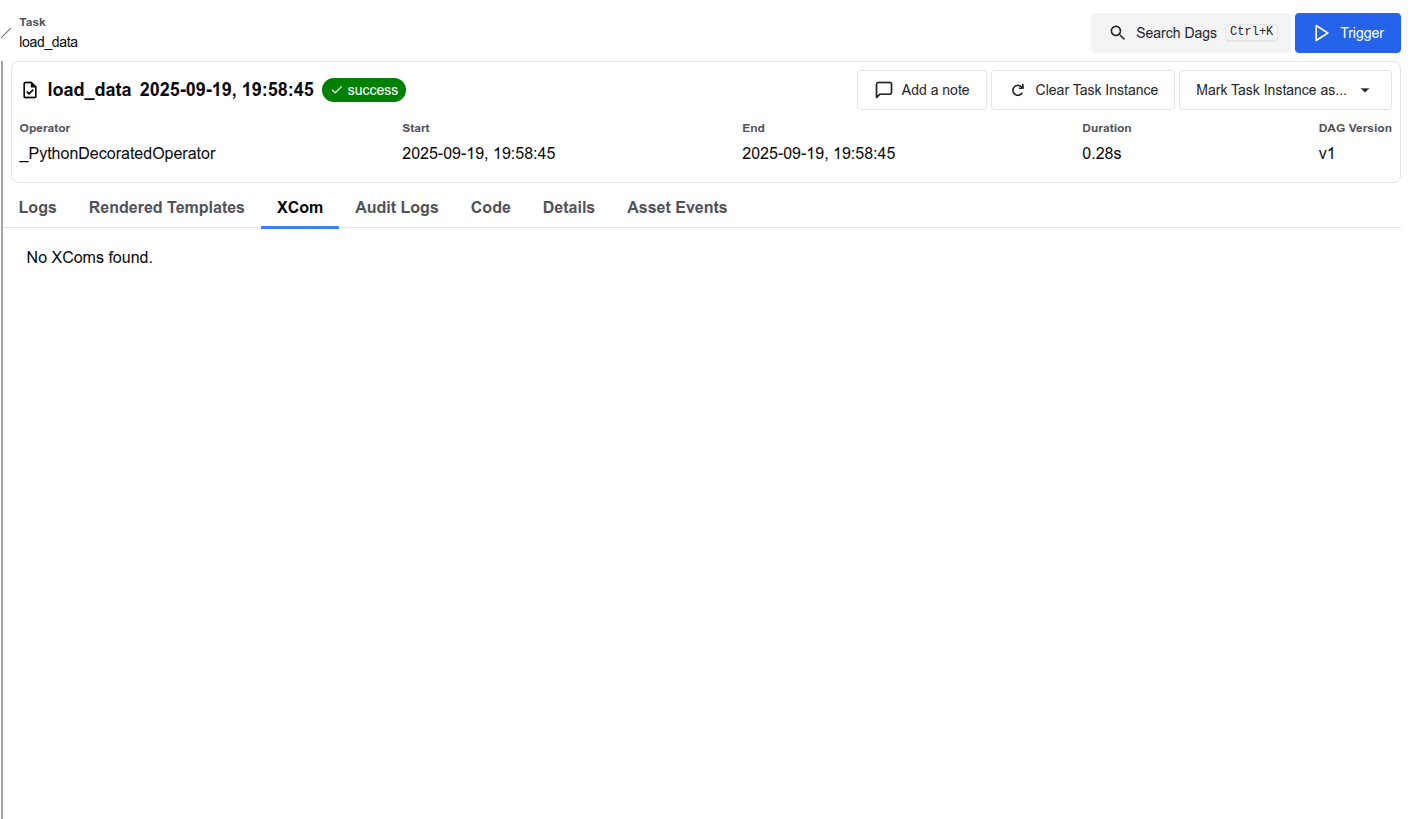 Task
load_data
Search Dags Ctrl+K
Trigger
load_data 2025-09-19, 19:58:45 success
Add a note
Clear Task Instance
Mark Task Instance as...
Operator Start End Duration DAG Version
_PythonDecoratedOperator 2025-09-19, 19:58:45 2025-09-19, 19:58:45 0.28s v1
Logs Rendered Templates XCom Audit Logs Code Details Asset Events
No XComs found.